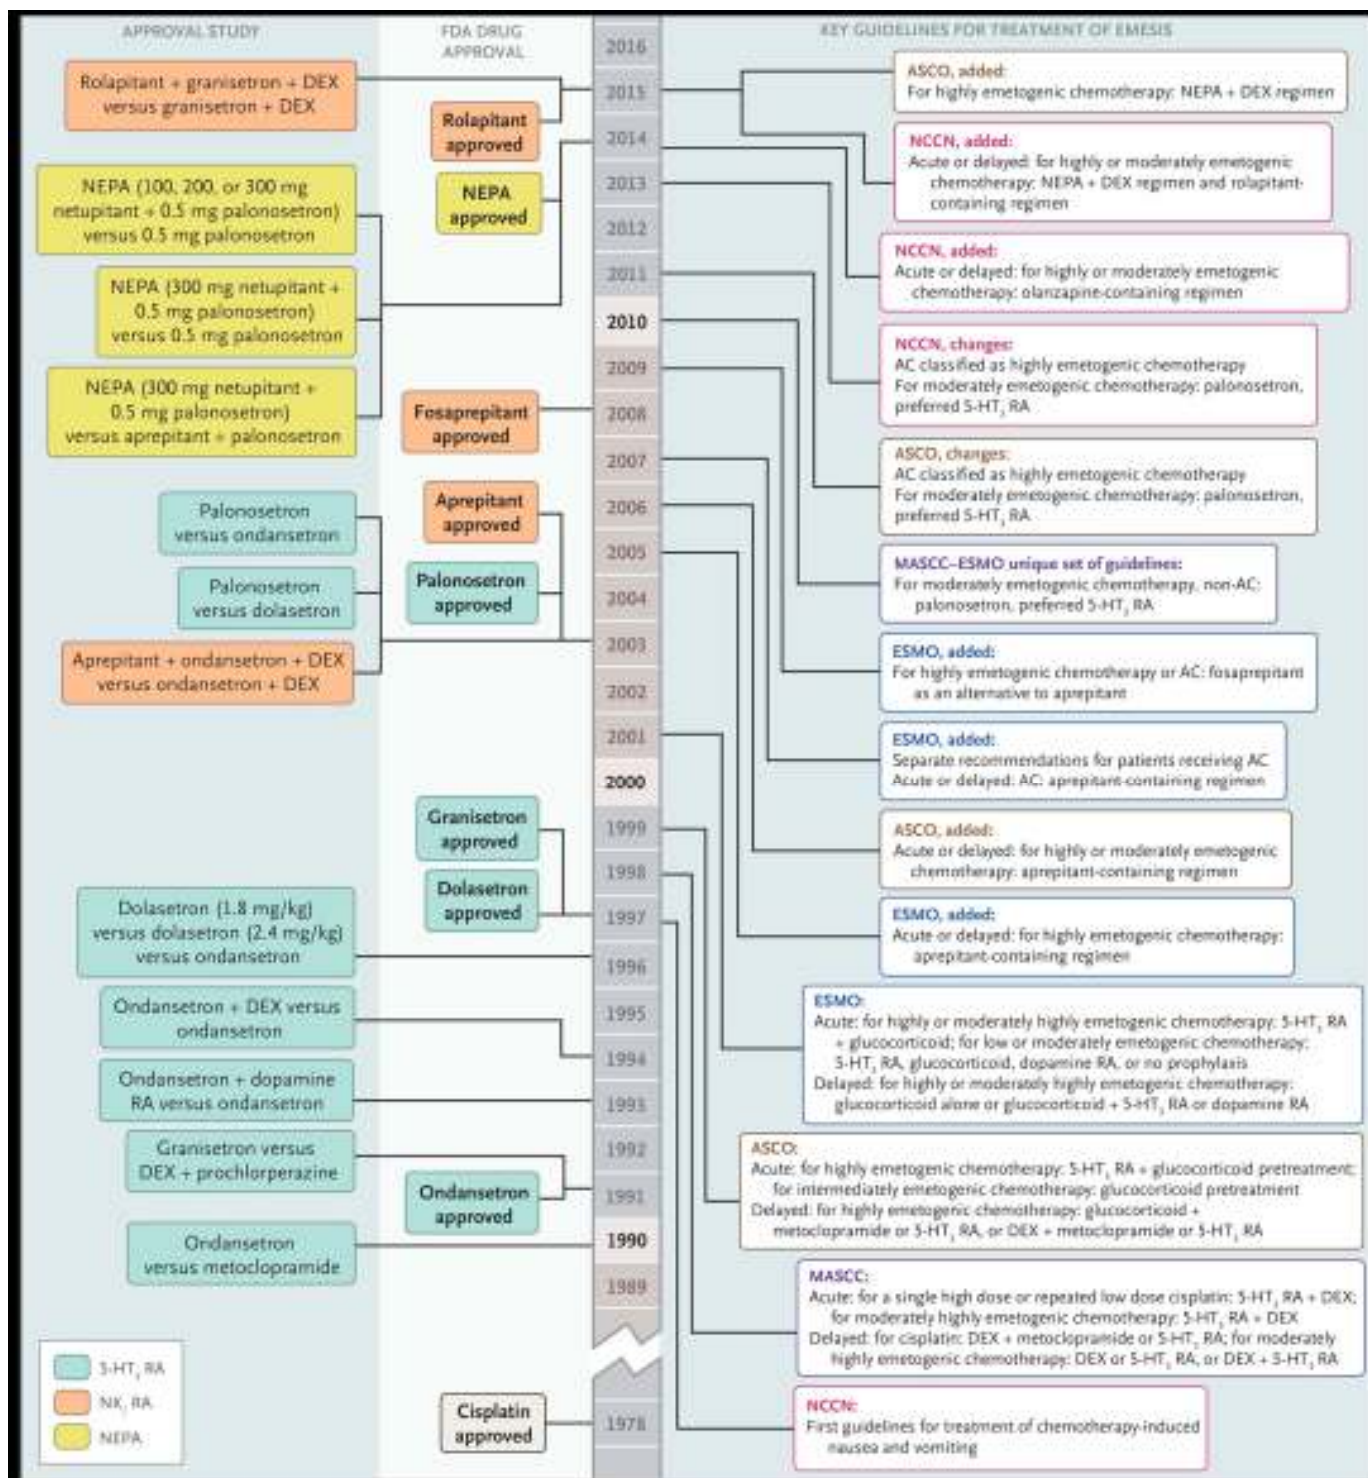 APPROVAL STUDY
FDA DRUG
APPROVAL
KEY GUIDELINES FOR TREATMENT OF EMESIS
Rolapitant + granisetron + DEX
versus granisetron + DEX
NEPA (100, 200, or 300 mg
netupitant + 0.5 mg palonosetron)
versus 0.5 mg palonosetron
NEPA (300 mg netupitant +
0.5 mg palonosetron)
versus 0.5 mg palonosetron
NEPA (300 mg netupitant +
0.5 mg palonosetron)
versus aprepitant + palonosetron
Palonosetron
versus ondansetron
Palonosetron
versus dolasetron
Aprepitant + ondansetron + DEX
versus ondansetron + DEX
Dolasetron (1.8 mg/kg)
versus dolasetron (2.4 mg/kg)
versus ondansetron
Ondansetron + DEX versus
ondansetron
Ondansetron + dopamine
RA versus ondansetron
Granisetron versus
DEX + prochlorperazine
Ondansetron
versus metoclopramide
5-HT₃ RA
NK₁ RA
NEPA
Rolapitant
approved
NEPA
approved
Fosaprepitant
approved
Aprepitant
approved
Palonosetron
approved
Granisetron
approved
Dolasetron
approved
Ondansetron
approved
Cisplatin
approved
2016
2015
2014
2013
2012
2011
2010
2009
2008
2007
2006
2005
2004
2003
2002
2001
2000
1999
1998
1997
1996
1995
1994
1993
1992
1991
1990
1989
1978
ASCO, added:
For highly emetogenic chemotherapy: NEPA + DEX regimen
NCCN, added:
Acute or delayed: for highly or moderately emetogenic
chemotherapy: NEPA + DEX regimen and rolapitant-
containing regimen
NCCN, added:
Acute or delayed: for highly or moderately emetogenic
chemotherapy: olanzapine-containing regimen
NCCN, changes:
AC classified as highly emetogenic chemotherapy
For moderately emetogenic chemotherapy: palonosetron,
preferred 5-HT₃ RA
ASCO, changes:
AC classified as highly emetogenic chemotherapy
For moderately emetogenic chemotherapy: palonosetron,
preferred 5-HT₃ RA
MASCC–ESMO unique set of guidelines:
For moderately emetogenic chemotherapy, non-AC:
palonosetron, preferred 5-HT₃ RA
ESMO, added:
For highly emetogenic chemotherapy or AC: fosaprepitant
as an alternative to aprepitant
ESMO, added:
Separate recommendations for patients receiving AC
Acute or delayed: AC: aprepitant-containing regimen
ASCO, added:
Acute or delayed: for highly or moderately emetogenic
chemotherapy: aprepitant-containing regimen
ESMO, added:
Acute or delayed: for highly emetogenic chemotherapy:
aprepitant-containing regimen
ESMO:
Acute: for highly or moderately highly emetogenic chemotherapy: 5-HT₃ RA
+ glucocorticoid; for low or moderately emetogenic chemotherapy:
5-HT₃ RA, glucocorticoid, dopamine RA, or no prophylaxis
Delayed: for highly or moderately highly emetogenic chemotherapy:
glucocorticoid alone or glucocorticoid + 5-HT₃ RA or dopamine RA
ASCO:
Acute: for highly emetogenic chemotherapy: 5-HT₃ RA + glucocorticoid pretreatment;
for intermediately emetogenic chemotherapy: glucocorticoid pretreatment
Delayed: for highly emetogenic chemotherapy: glucocorticoid +
metoclopramide or 5-HT₃ RA, or DEX + metoclopramide or 5-HT₃ RA
MASCC:
Acute: for a single high dose or repeated low dose cisplatin: 5-HT₃ RA + DEX;
for moderately highly emetogenic chemotherapy: 5-HT₃ RA + DEX
Delayed: for cisplatin: DEX + metoclopramide or 5-HT₃ RA; for moderately
highly emetogenic chemotherapy: DEX or 5-HT₃ RA, or DEX + 5-HT₃ RA
NCCN:
First guidelines for treatment of chemotherapy-induced
nausea and vomiting